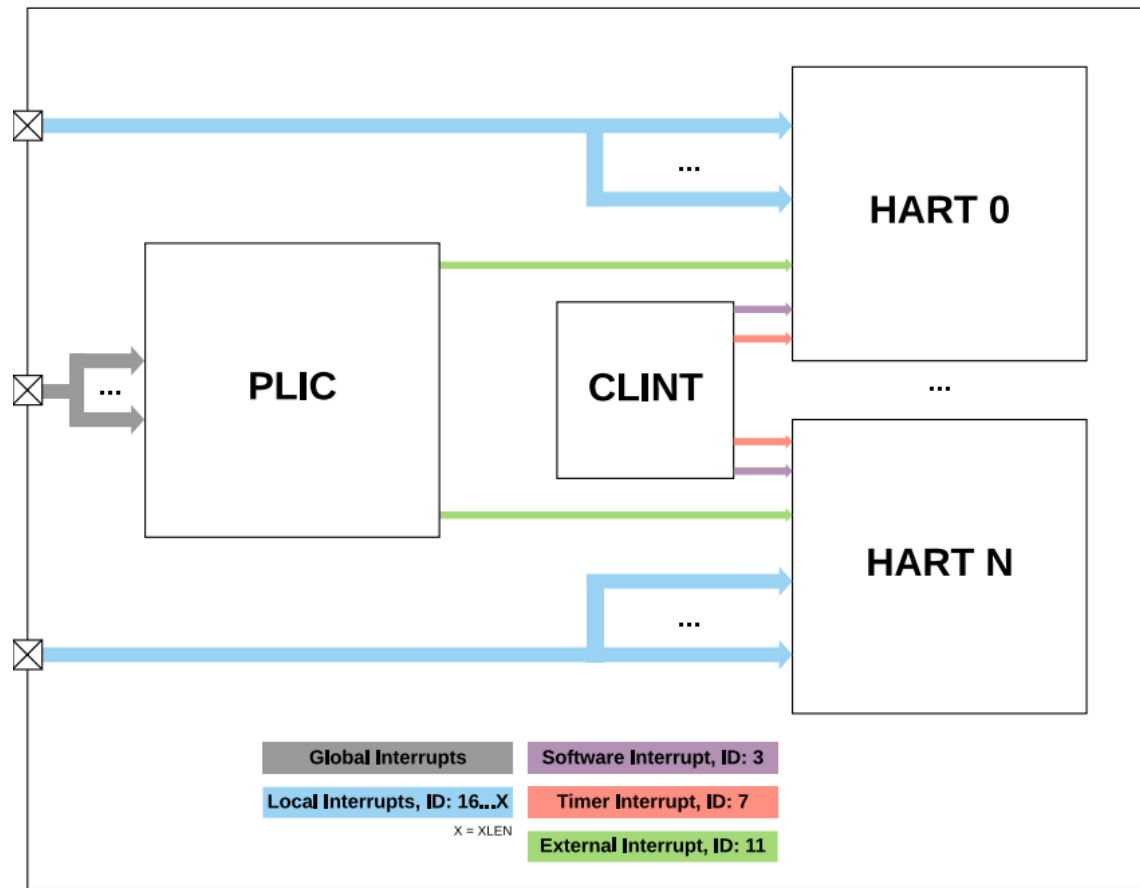 ...
HART 0
PLIC
...
CLINT
...
HART N
...
Global Interrupts
Software Interrupt, ID: 3
Local Interrupts, ID: 16...X
Timer Interrupt, ID: 7
X = XLEN
External Interrupt, ID: 11